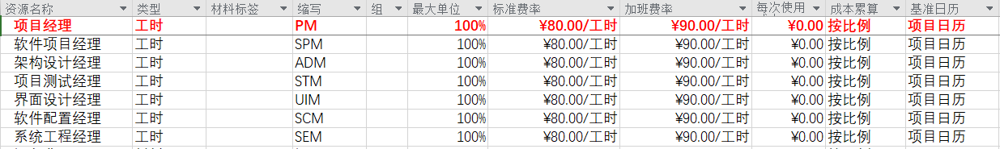 资源名称 类型 材料标签 缩写 组 最大单位 标准费率 加班费率 每次使用 成本累算 基准日历
项目经理 工时 PM 100% ¥80.00/工时 ¥90.00/工时 ¥0.00 按比例 项目日历
软件项目经理 工时 SPM 100% ¥80.00/工时 ¥90.00/工时 ¥0.00 按比例 项目日历
架构设计经理 工时 ADM 100% ¥80.00/工时 ¥90.00/工时 ¥0.00 按比例 项目日历
项目测试经理 工时 STM 100% ¥80.00/工时 ¥90.00/工时 ¥0.00 按比例 项目日历
界面设计经理 工时 UIM 100% ¥80.00/工时 ¥90.00/工时 ¥0.00 按比例 项目日历
软件配置经理 工时 SCM 100% ¥80.00/工时 ¥90.00/工时 ¥0.00 按比例 项目日历
系统工程经理 工时 SEM 100% ¥80.00/工时 ¥90.00/工时 ¥0.00 按比例 项目日历